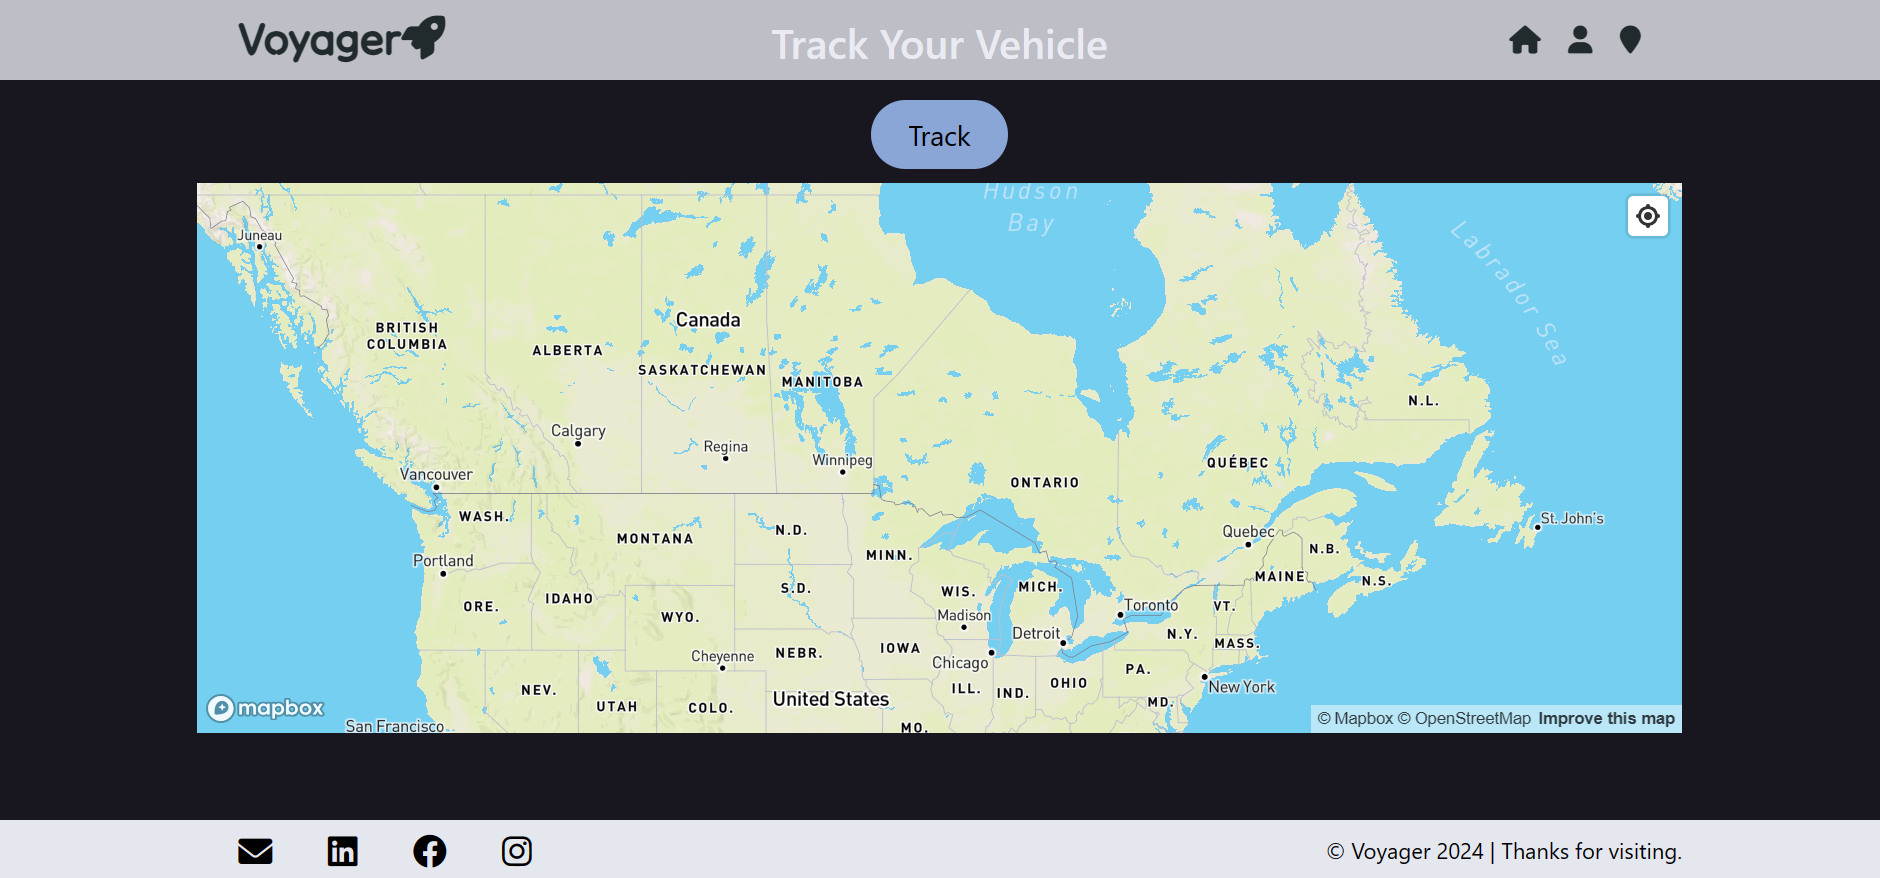 Voyager
Track Your Vehicle
Track
Hudson
Bay
Juneau
Labrador Sea
Canada
BRITISH
COLUMBIA
ALBERTA
SASKATCHEWAN
MANITOBA
N.L.
Calgary
Regina
Winnipeg
QUÉBEC
Vancouver
ONTARIO
WASH.
St. John's
N.D.
Quebec
MONTANA
N.B.
MINN.
Portland
MAINE
N.S.
MICH.
S.D.
WIS.
IDAHO
ORE.
Toronto
VT.
WYO.
Madison
Detroit
N.Y.
MASS.
IOWA
NEBR.
Cheyenne
Chicago
PA.
OHIO
New York
ILL.
IND.
NEV.
United States
MD.
UTAH
COLO.
mapbox
San Francisco
MO.
© Mapbox © OpenStreetMap Improve this map
© Voyager 2024 | Thanks for visiting.